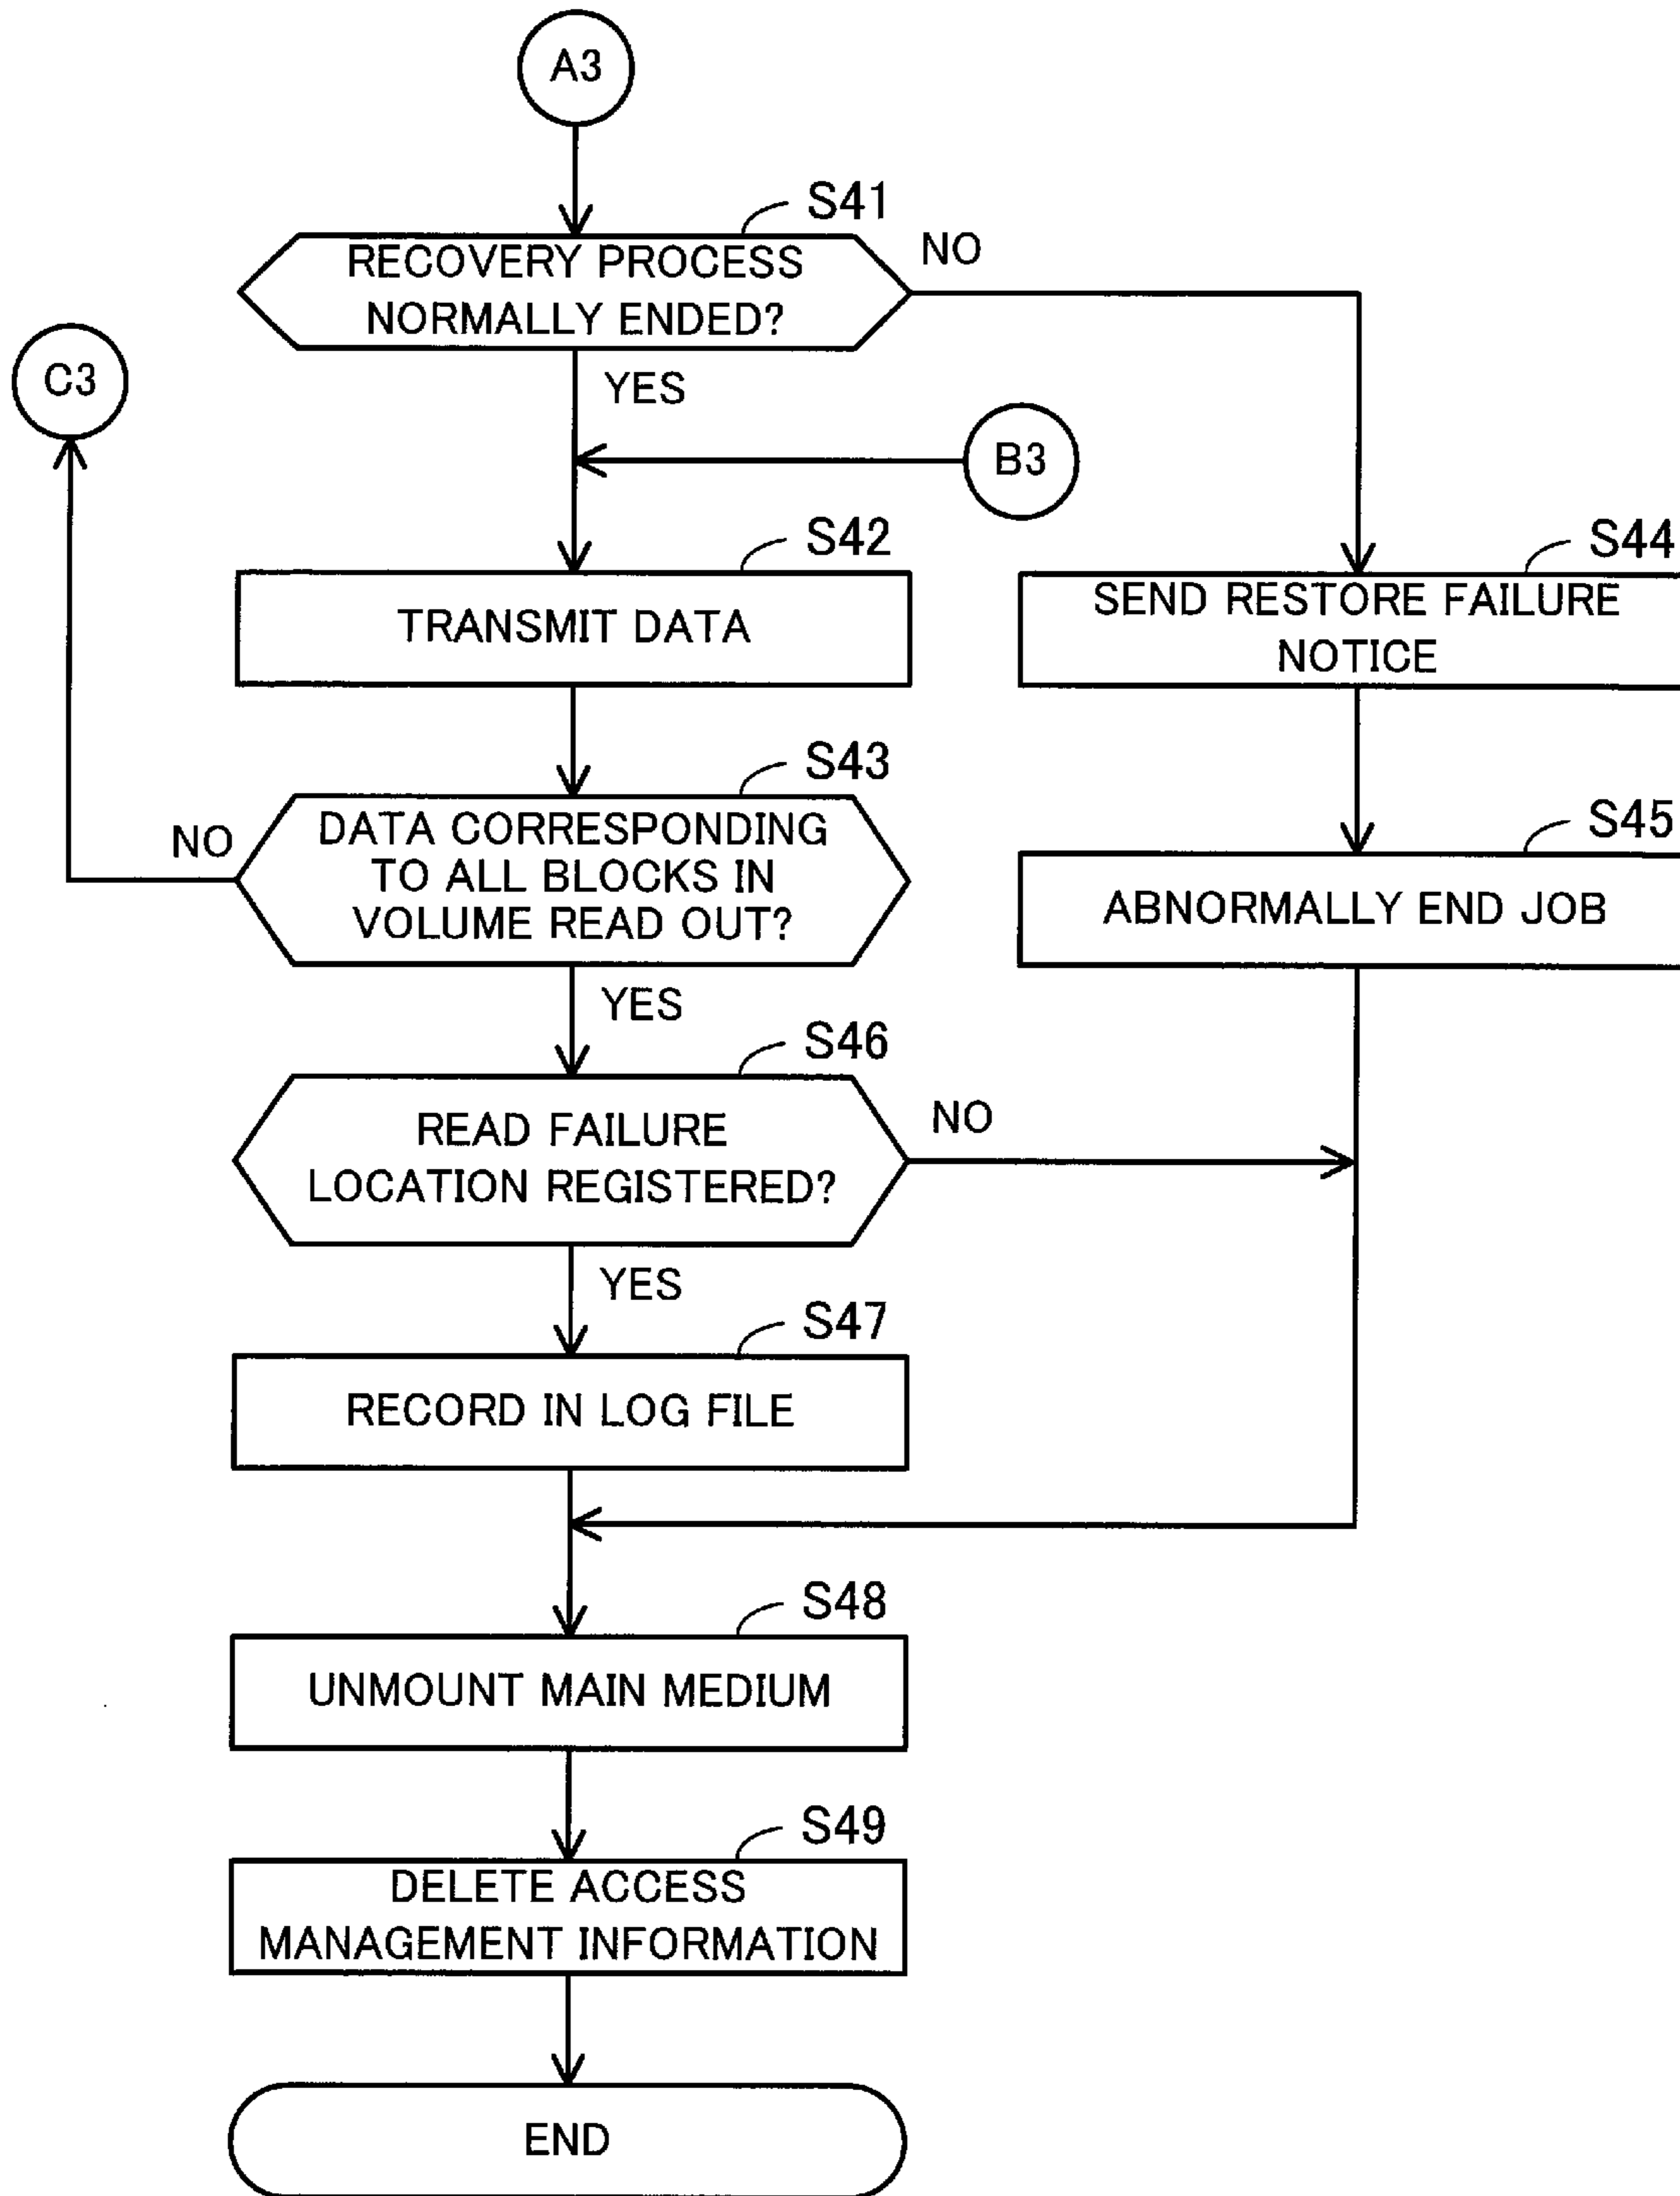 A3
S41
RECOVERY PROCESS
NORMALLY ENDED?
NO
YES
C3
B3
S42
TRANSMIT DATA
S44
SEND RESTORE FAILURE
NOTICE
S43
DATA CORRESPONDING
TO ALL BLOCKS IN
VOLUME READ OUT?
NO
YES
S45
ABNORMALLY END JOB
S46
READ FAILURE
LOCATION REGISTERED?
NO
YES
S47
RECORD IN LOG FILE
S48
UNMOUNT MAIN MEDIUM
S49
DELETE ACCESS
MANAGEMENT INFORMATION
END